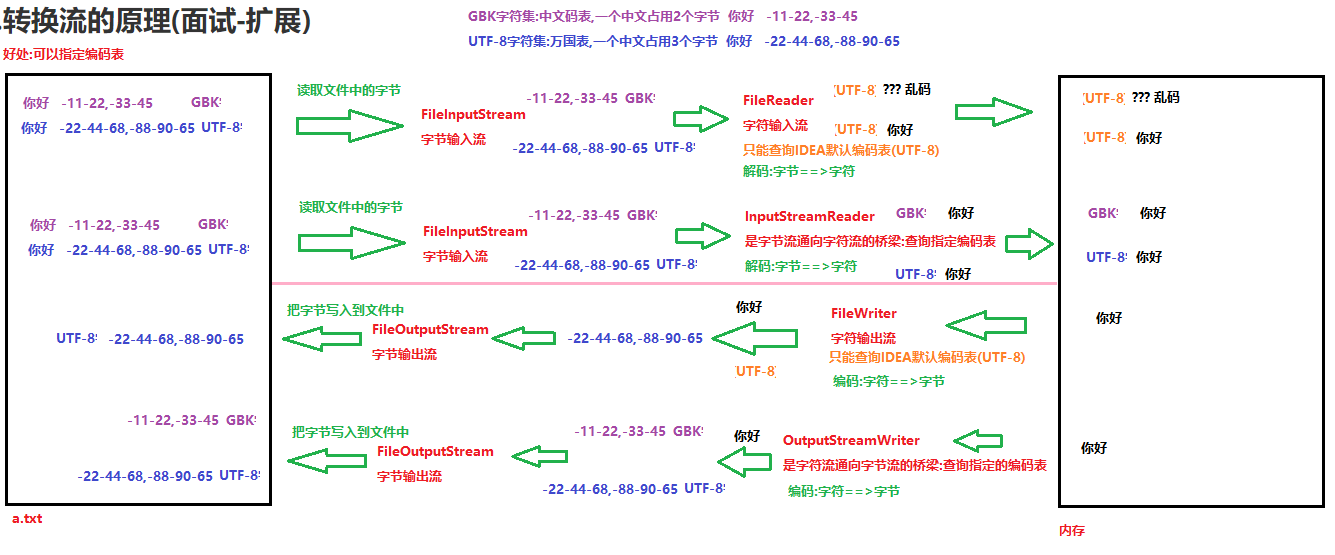 .转换流的原理(面试-扩展)
GBK字符集:中文码表,一个中文占用2个字节 你好 -11-22,-33-45
UTF-8字符集:万国表,一个中文占用3个字节 你好 -22-44-68,-88-90-65
好处:可以指定编码表
你好 -11-22,-33-45 GBK
你好 -22-44-68,-88-90-65 UTF-8
读取文件中的字节
FileInputStream
字节输入流
-11-22,-33-45 GBK
-22-44-68,-88-90-65 UTF-8
FileReader
字符输入流
(UTF-8) ??? 乱码
(UTF-8) 你好
只能查询IDEA默认编码表(UTF-8)
解码:字节==>字符
(UTF-8) ??? 乱码
(UTF-8) 你好
你好 -11-22,-33-45 GBK
你好 -22-44-68,-88-90-65 UTF-8
读取文件中的字节
FileInputStream
字节输入流
-11-22,-33-45 GBK
-22-44-68,-88-90-65 UTF-8
InputStreamReader
GBK 你好
是字节流通向字符流的桥梁:查询指定编码表
解码:字节==>字符
UTF-8 你好
GBK 你好
UTF-8 你好
UTF-8 -22-44-68,-88-90-65
把字节写入到文件中
FileOutputStream
字节输出流
-22-44-68,-88-90-65
你好
(UTF-8)
FileWriter
字符输出流
只能查询IDEA默认编码表(UTF-8)
编码:字符==>字节
你好
-11-22,-33-45 GBK
-22-44-68,-88-90-65 UTF-8
把字节写入到文件中
FileOutputStream
字节输出流
-11-22,-33-45 GBK
-22-44-68,-88-90-65 UTF-8
你好
OutputStreamWriter
是字符流通向字节流的桥梁:查询指定的编码表
编码:字符==>字节
你好
a.txt
内存